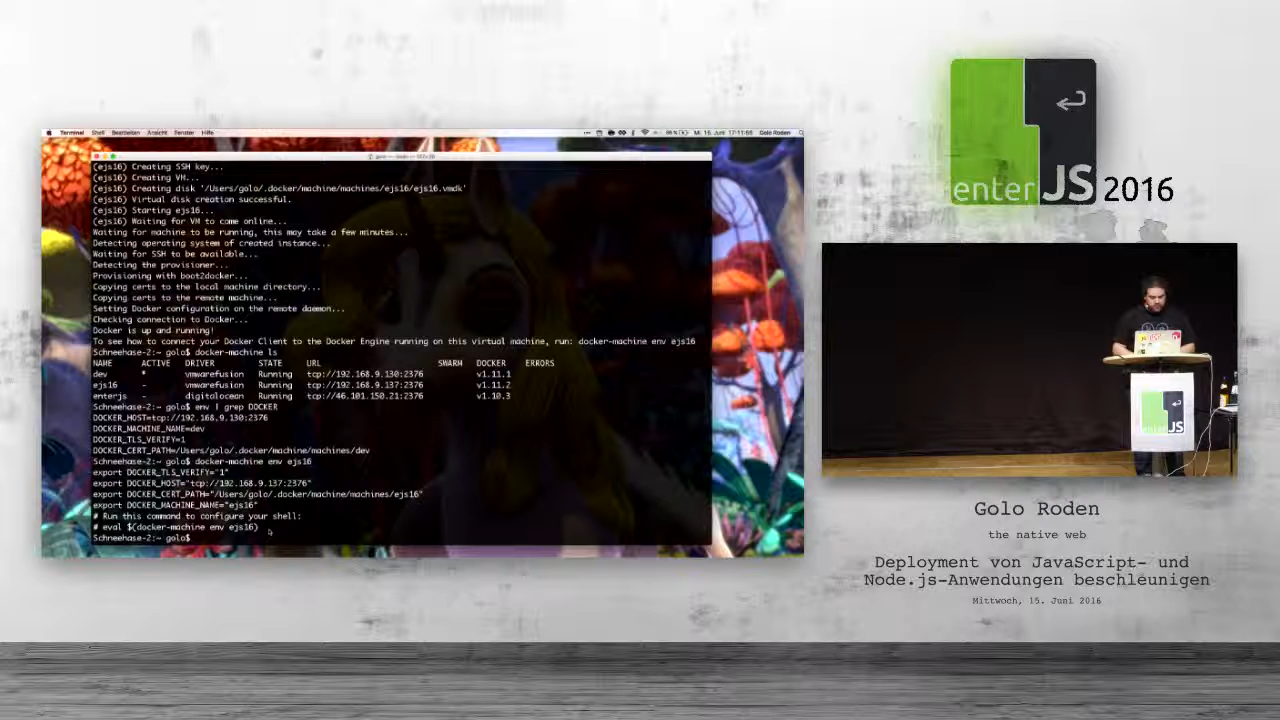 Terminal Shell Bearbeiten Ansicht Fenster Hilfe
Golo Roden
(ejs16) Creating SSH key...
(ejs16) Creating VM...
(ejs16) Creating disk '/Users/golo/.docker/machine/machines/ejs16/ejs16.vmdk'
(ejs16) Virtual disk creation successful.
(ejs16) Starting ejs16...
(ejs16) Waiting for VM to come online...
Waiting for machine to be running, this may take a few minutes...
Detecting operating system of created instance...
Waiting for SSH to be available...
Detecting the provisioner...
Provisioning with boot2docker...
Copying certs to the local machine directory...
Copying certs to the remote machine...
Setting Docker configuration on the remote daemon...
Checking connection to Docker...
Docker is up and running!
To see how to connect your Docker Client to the Docker Engine running on this virtual machine, run: docker-machine env ejs16
Schneehase-2:~ golo$ docker-machine ls
NAME ACTIVE DRIVER STATE URL SWARM DOCKER ERRORS
dev * vmwarefusion Running tcp://192.168.9.130:2376 v1.11.1
ejs16 - vmwarefusion Running tcp://192.168.9.137:2376 v1.11.2
enterjs - digitalocean Running tcp://46.101.150.21:2376 v1.10.3
Schneehase-2:~ golo$ env | grep DOCKER
DOCKER_HOST=tcp://192.168.9.130:2376
DOCKER_MACHINE_NAME=dev
DOCKER_TLS_VERIFY=1
DOCKER_CERT_PATH=/Users/golo/.docker/machine/machines/dev
Schneehase-2:~ golo$ docker-machine env ejs16
export DOCKER_TLS_VERIFY="1"
export DOCKER_HOST="tcp://192.168.9.137:2376"
export DOCKER_CERT_PATH="/Users/golo/.docker/machine/machines/ejs16"
export DOCKER_MACHINE_NAME="ejs16"
# Run this command to configure your shell:
# eval $(docker-machine env ejs16)
Schneehase-2:~ golo$
enterJS 2016
enterJS
Golo Roden
the native web
Deployment von JavaScript- und
Node.js-Anwendungen beschleunigen
Mittwoch, 15. Juni 2016